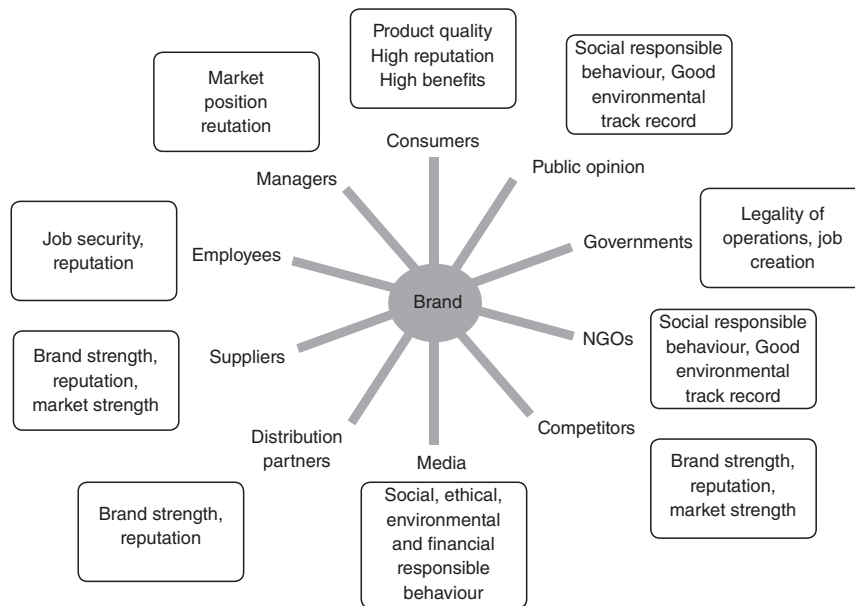 Product quality
High reputation
High benefits
Consumers
Social responsible
behaviour, Good
environmental
track record
Public opinion
Legality of
operations, job
creation
Governments
Social responsible
behaviour, Good
environmental
track record
NGOs
Brand strength,
reputation,
market strength
Competitors
Social, ethical,
environmental
and financial
responsible
behaviour
Media
Brand strength,
reputation
Distribution
partners
Brand strength,
reputation,
market strength
Suppliers
Job security,
reputation
Employees
Market
position
reutation
Managers
Brand